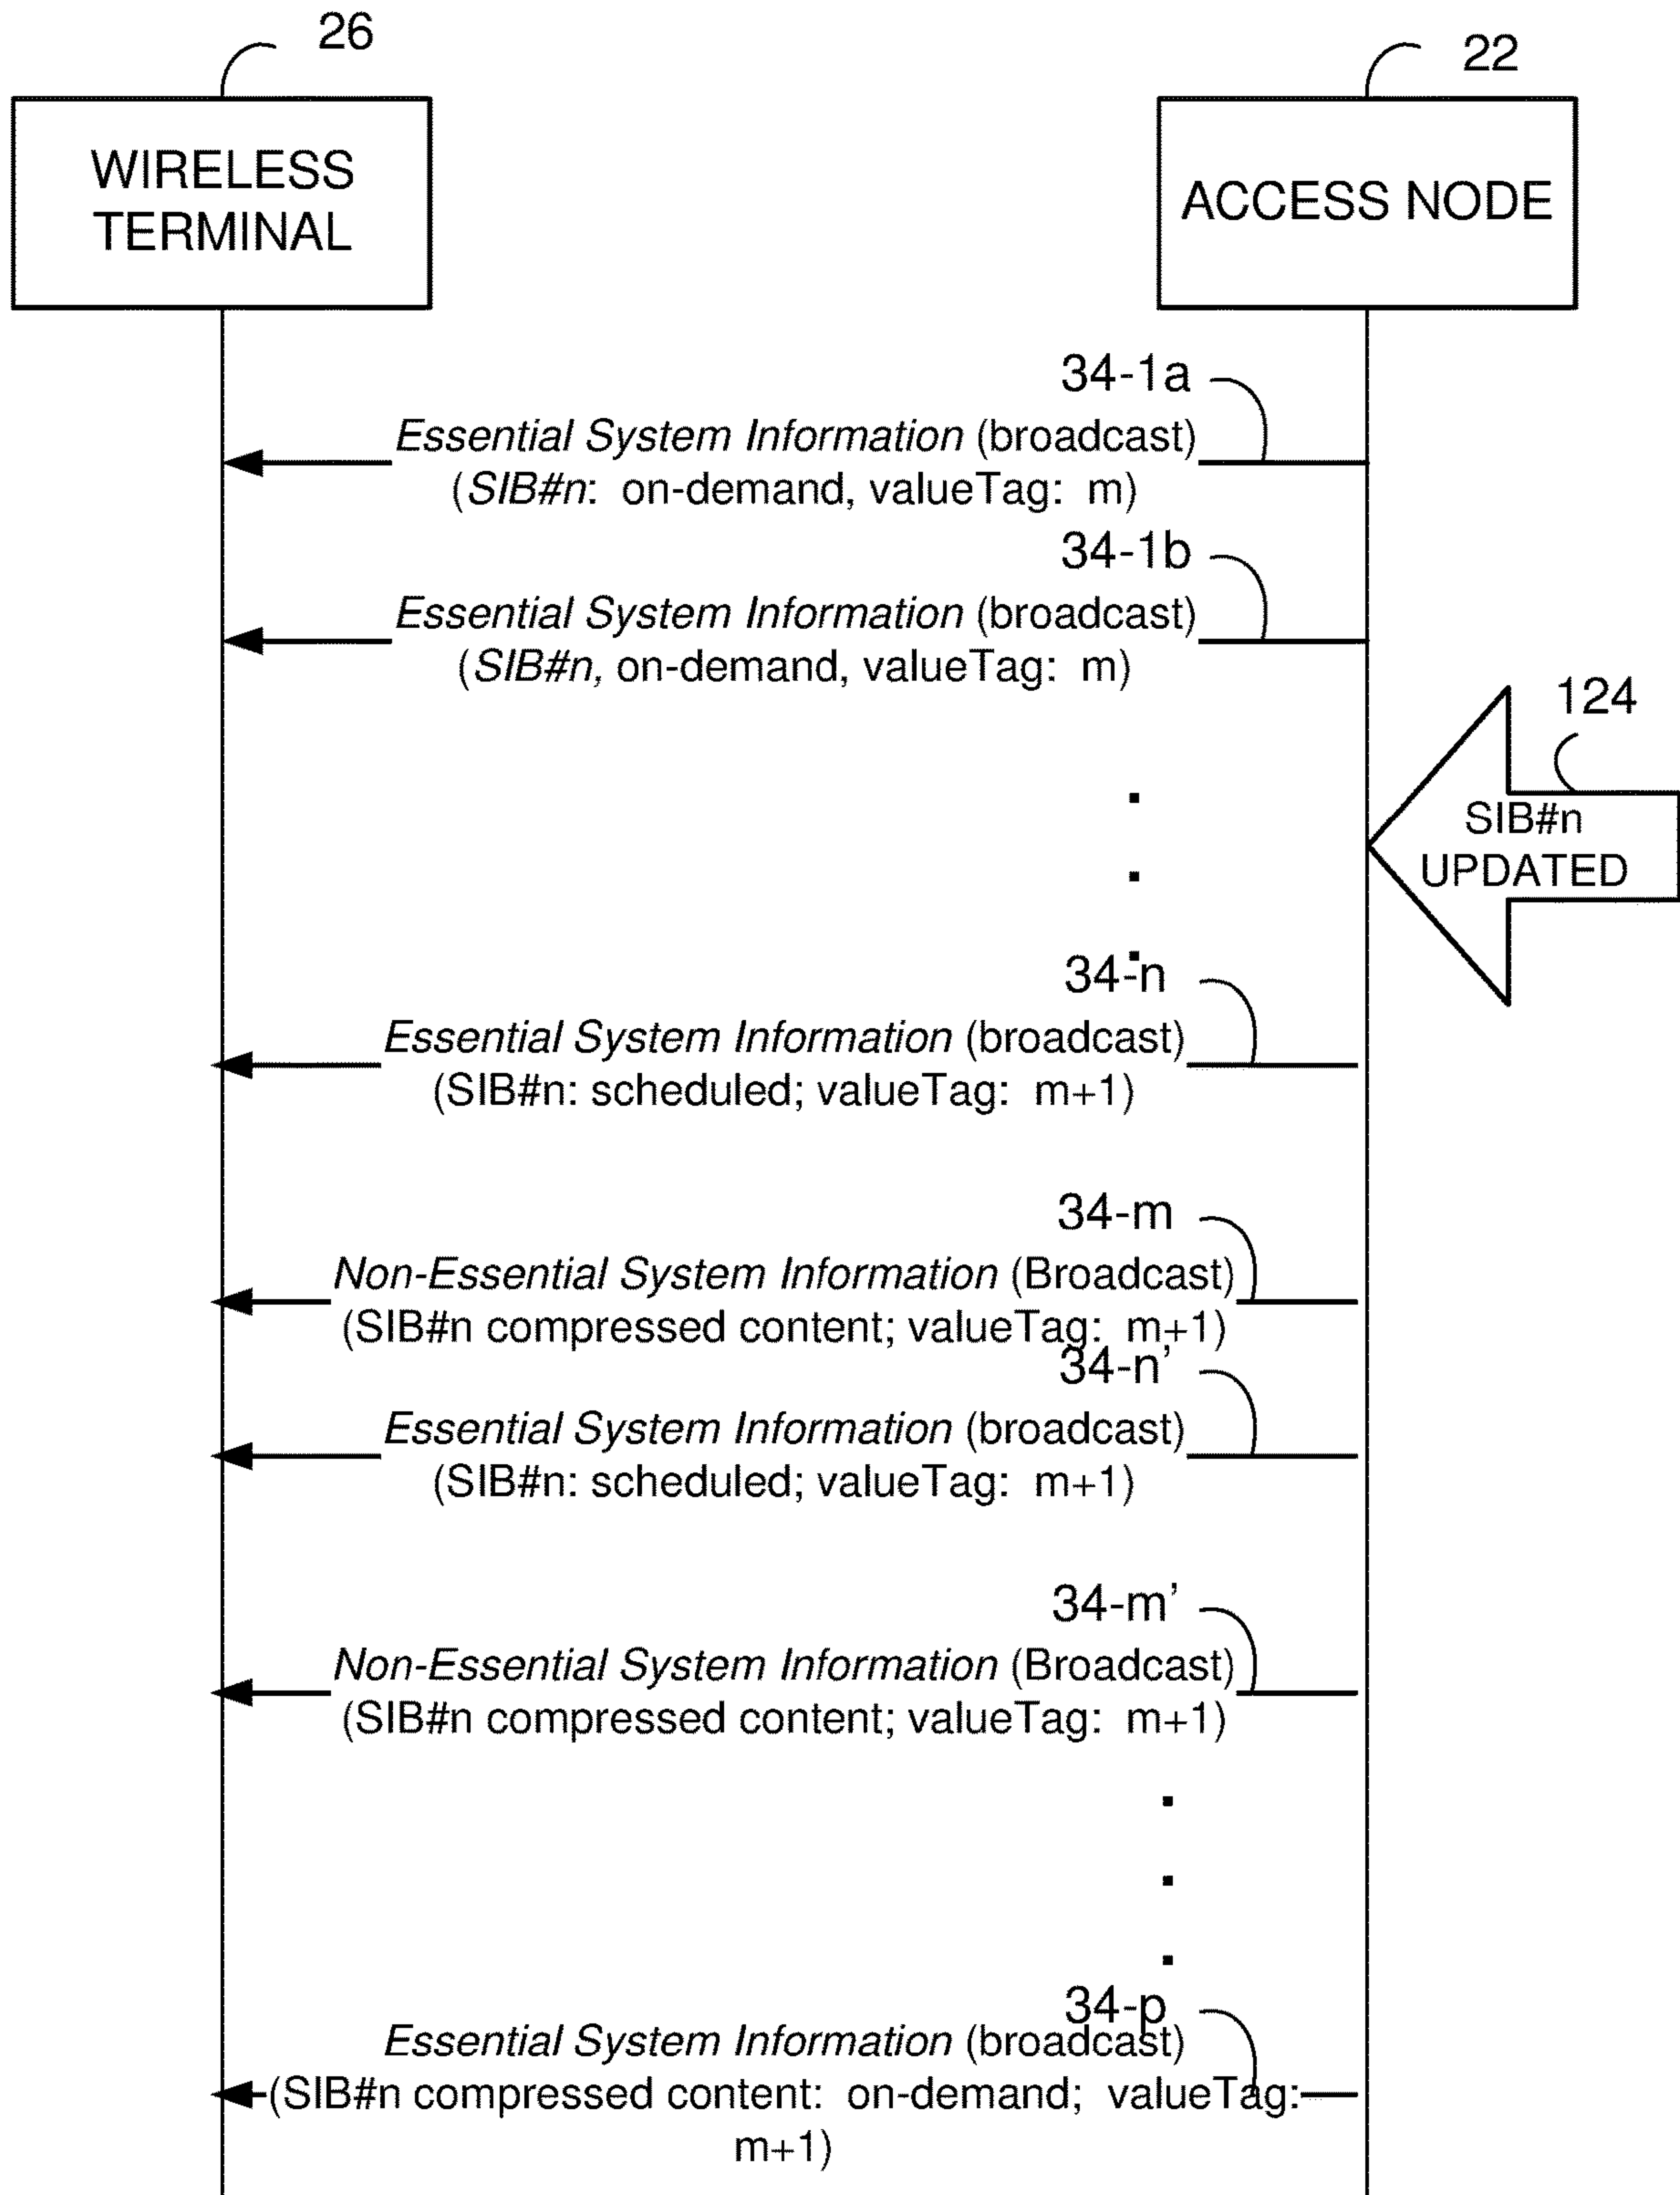 26
22
WIRELESS
TERMINAL
ACCESS NODE
34-1a
Essential System Information (broadcast)
(SIB#n: on-demand, valueTag: m)
34-1b
Essential System Information (broadcast)
(SIB#n, on-demand, valueTag: m)
124
SIB#n
UPDATED
34-n
Essential System Information (broadcast)
(SIB#n: scheduled; valueTag: m+1)
34-m
Non-Essential System Information (Broadcast)
(SIB#n compressed content; valueTag: m+1)
34-n’
Essential System Information (broadcast)
(SIB#n: scheduled; valueTag: m+1)
34-m’
Non-Essential System Information (Broadcast)
(SIB#n compressed content; valueTag: m+1)
34-p
Essential System Information (broadcast)
(SIB#n compressed content: on-demand; valueTag:
m+1)